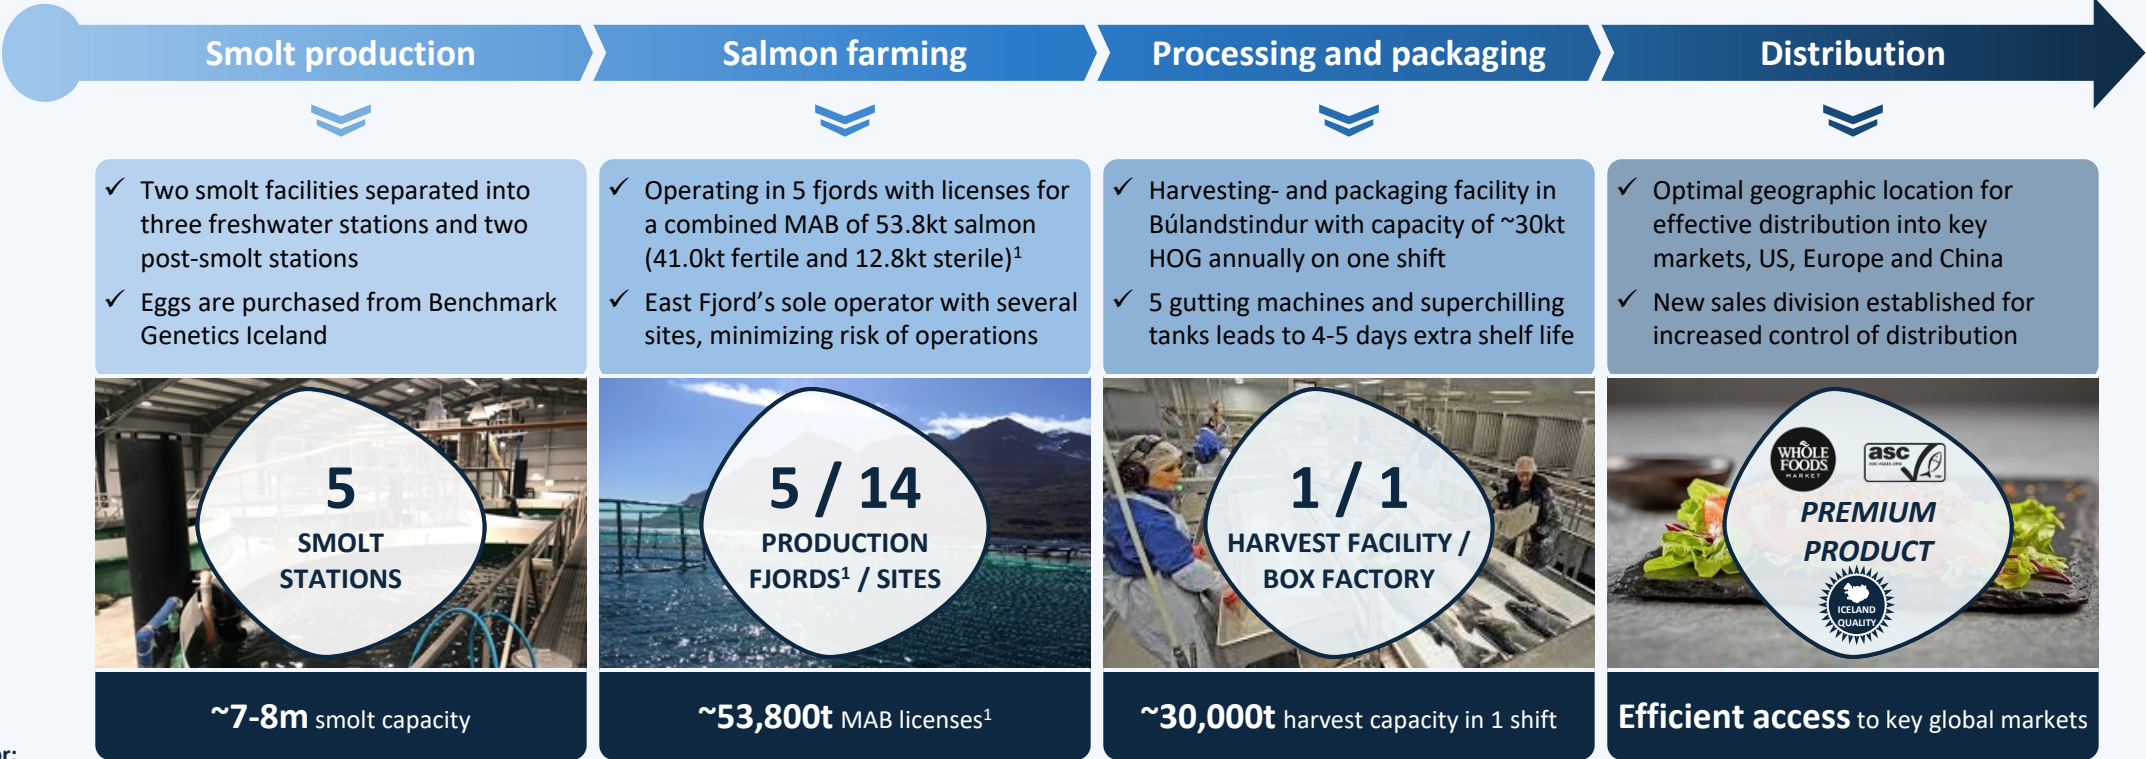 Smolt production
Salmon farming
Processing and packaging
Distribution
✓ Two smolt facilities separated into
three freshwater stations and two
post-smolt stations
✓ Eggs are purchased from Benchmark
Genetics Iceland
✓ Operating in 5 fjords with licenses for
a combined MAB of 53.8kt salmon
(41.0kt fertile and 12.8kt sterile)¹
✓ East Fjord’s sole operator with several
sites, minimizing risk of operations
✓ Harvesting- and packaging facility in
Búlandstindur with capacity of ~30kt
HOG annually on one shift
✓ 5 gutting machines and superchilling
tanks leads to 4-5 days extra shelf life
✓ Optimal geographic location for
effective distribution into key
markets, US, Europe and China
✓ New sales division established for
increased control of distribution
5
SMOLT
STATIONS
5 / 14
PRODUCTION
FJORDS¹ / SITES
1 / 1
HARVEST FACILITY /
BOX FACTORY
WHOLE
FOODS
MARKET
asc
PREMIUM
PRODUCT
ICELAND
QUALITY
~7-8m smolt capacity
~53,800t MAB licenses¹
~30,000t harvest capacity in 1 shift
Efficient access to key global markets